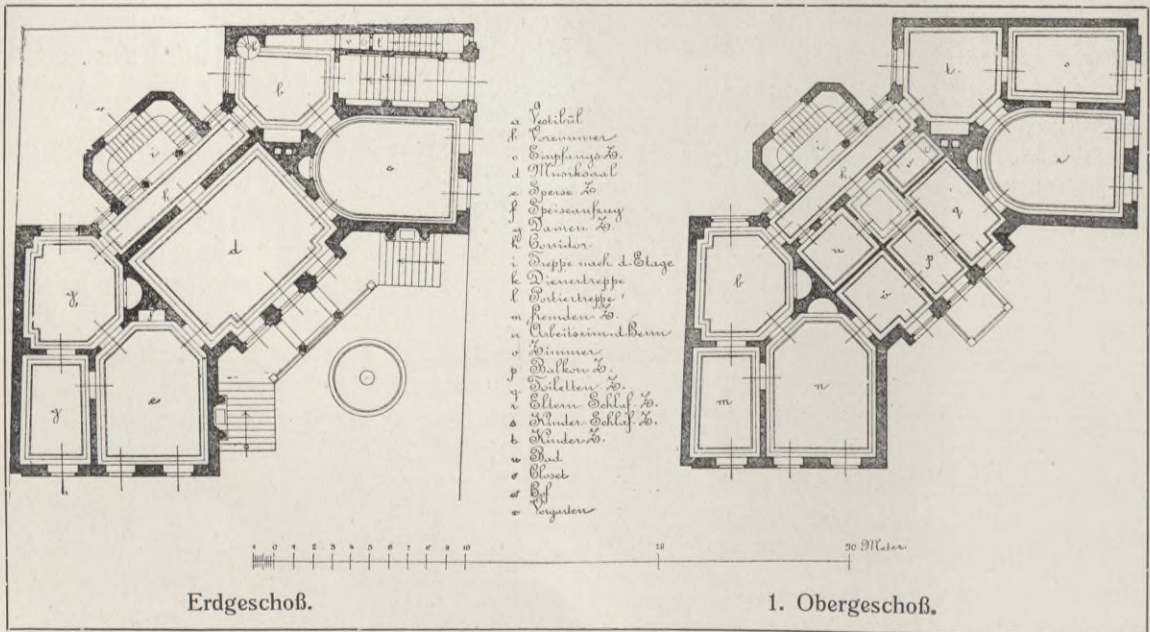 a Vestibül
b Vorzimmer
c Empfangs-Z.
d Musiksaal
e Speise-Z.
f Speiseaufzug
g Damen-Z.
h Corridor
i Treppe nach d. Etage
k Dienertreppe
l Portiertreppe
m Fremden-Z.
n Arbeitszim. d. Herrn
o Zimmer
p Balkon-Z.
q Toiletten-Z.
r Eltern-Schlaf-Z.
s Kinder-Schlaf-Z.
t Kinder-Z.
u Bad
v Closet
w Hof
x Vorgarten
k
v
l
b
a
c
i
h
d
g
f
g
e
t
s
i
h
v
r
q
u
p
b
o
m
n
1 0 1 2 3 4 5 6 7 8 9 10 20 30 Meter
Erdgeschoß.
1. Obergeschoß.